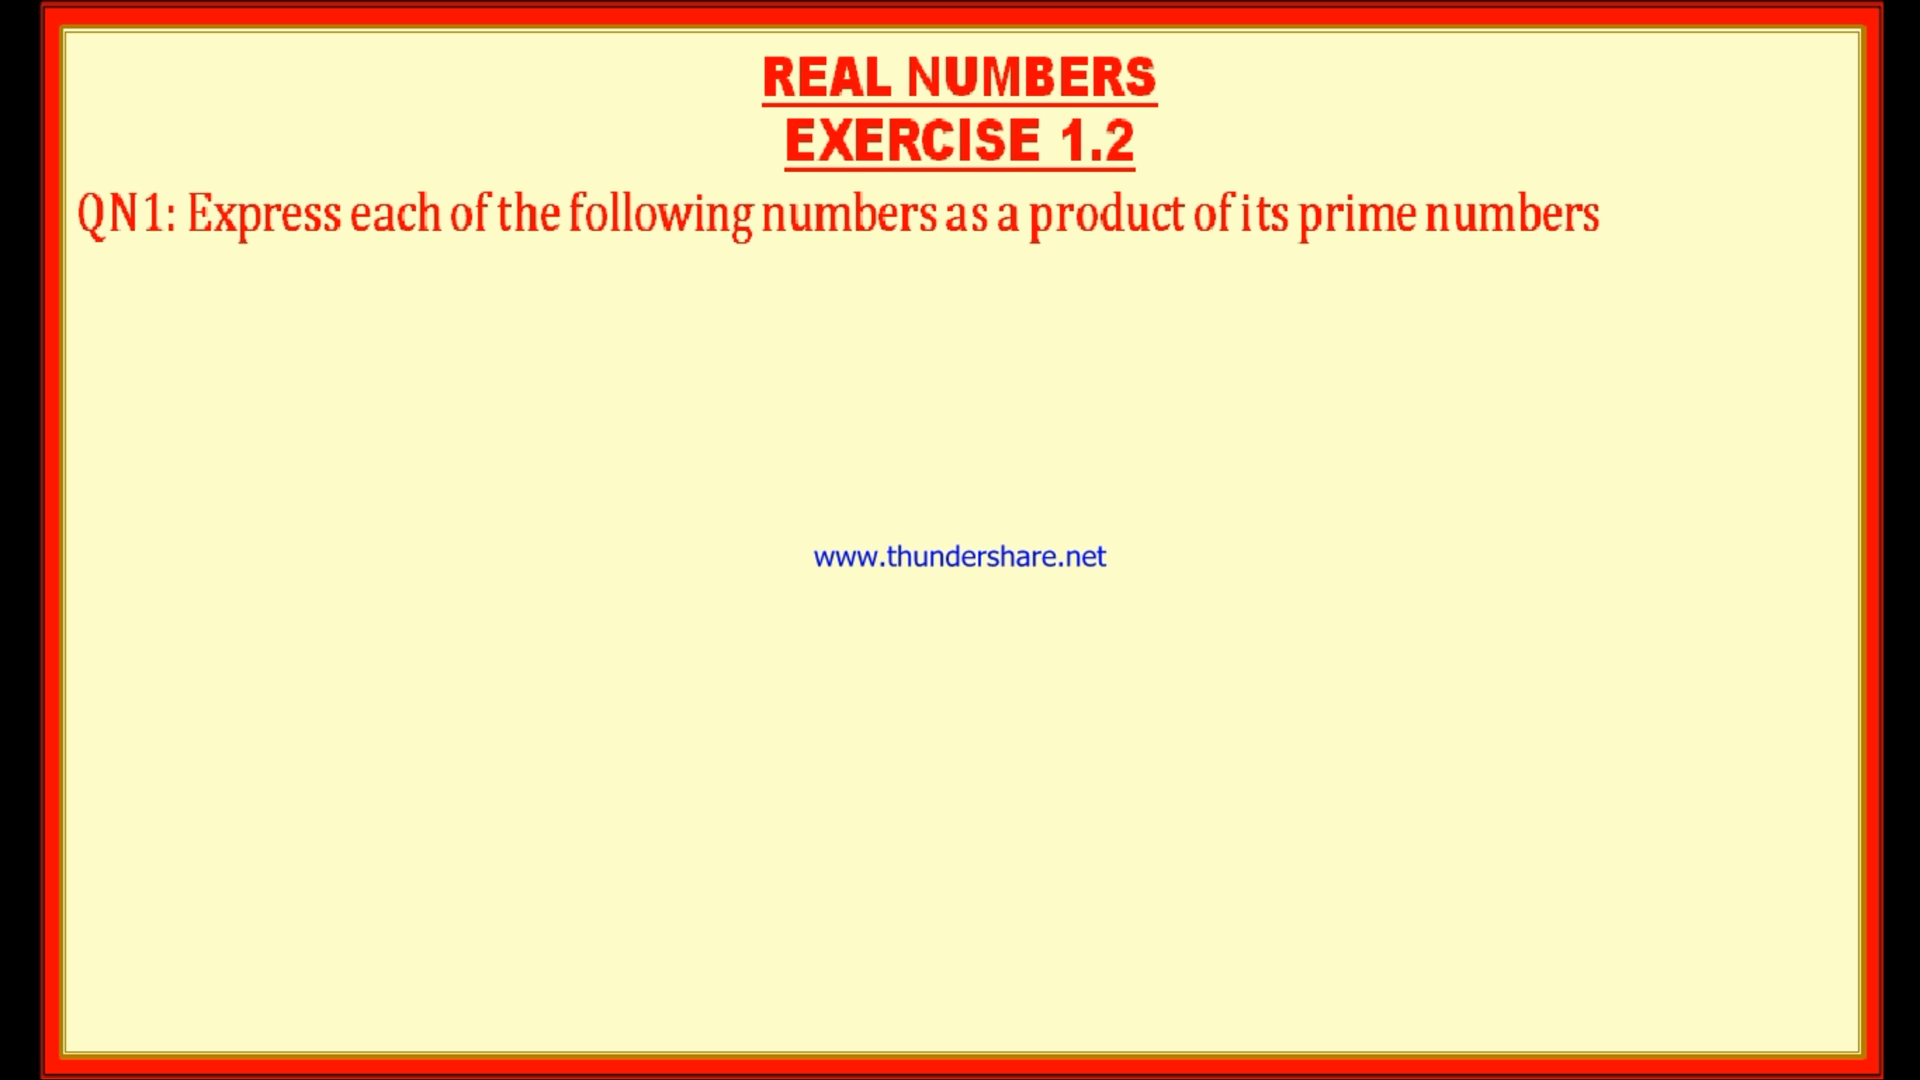 REAL NUMBERS
EXERCISE 1.2
QN1: Express each of the following numbers as a product of its prime numbers
www.thundershare.net